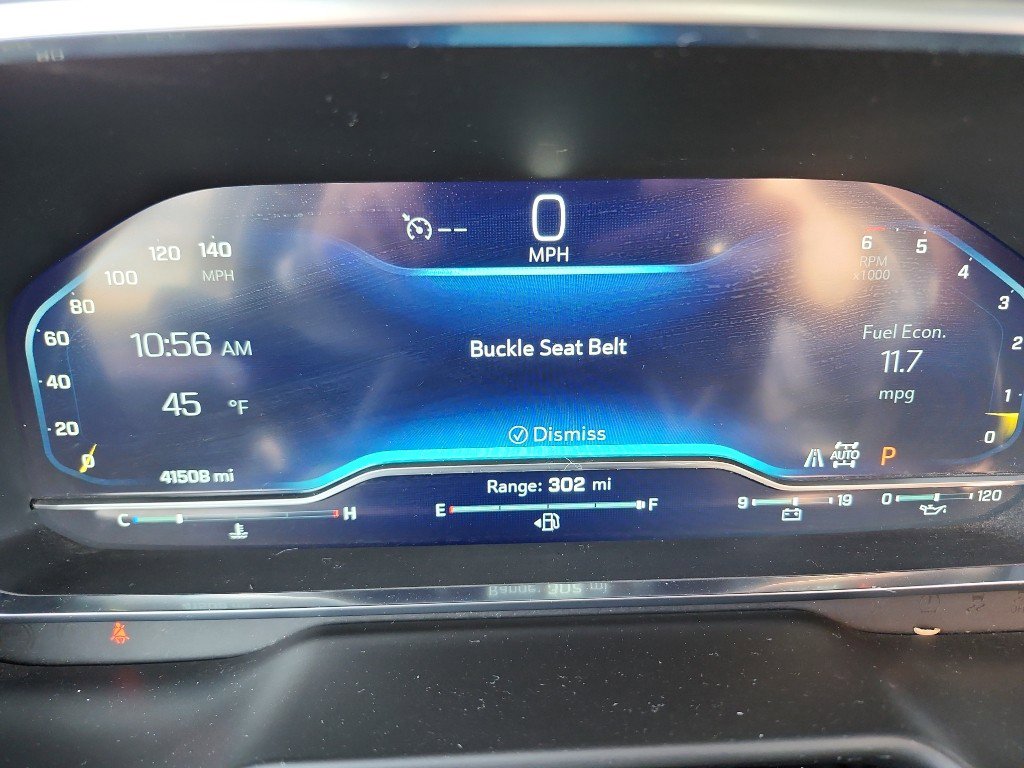 0
MPH
120 140
MPH
100
80
60
40
20
0
10:56 AM
45 °F
41508 mi
Buckle Seat Belt
Dismiss
6 5
RPM
x1000
4
3
2
1
0
Fuel Econ.
11.7
mpg
AUTO
P
Range: 302 mi
C H
E F
9 19
0 120